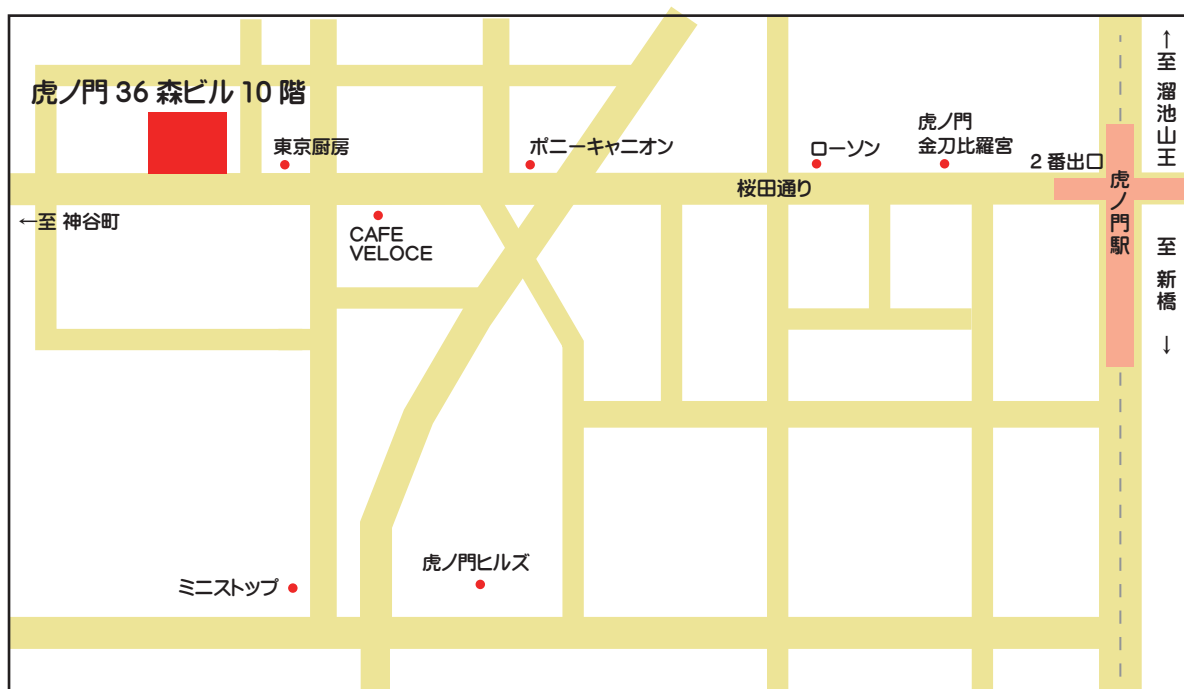 ↑至 溜池山王
虎ノ門 36 森ビル 10 階
東京厨房
ポニーキャニオン
ローソン
虎ノ門
金刀比羅宮
2 番出口
虎ノ門駅
桜田通り
←至 神谷町
CAFE
VELOCE
至 新橋 ↓
虎ノ門ヒルズ
ミニストップ